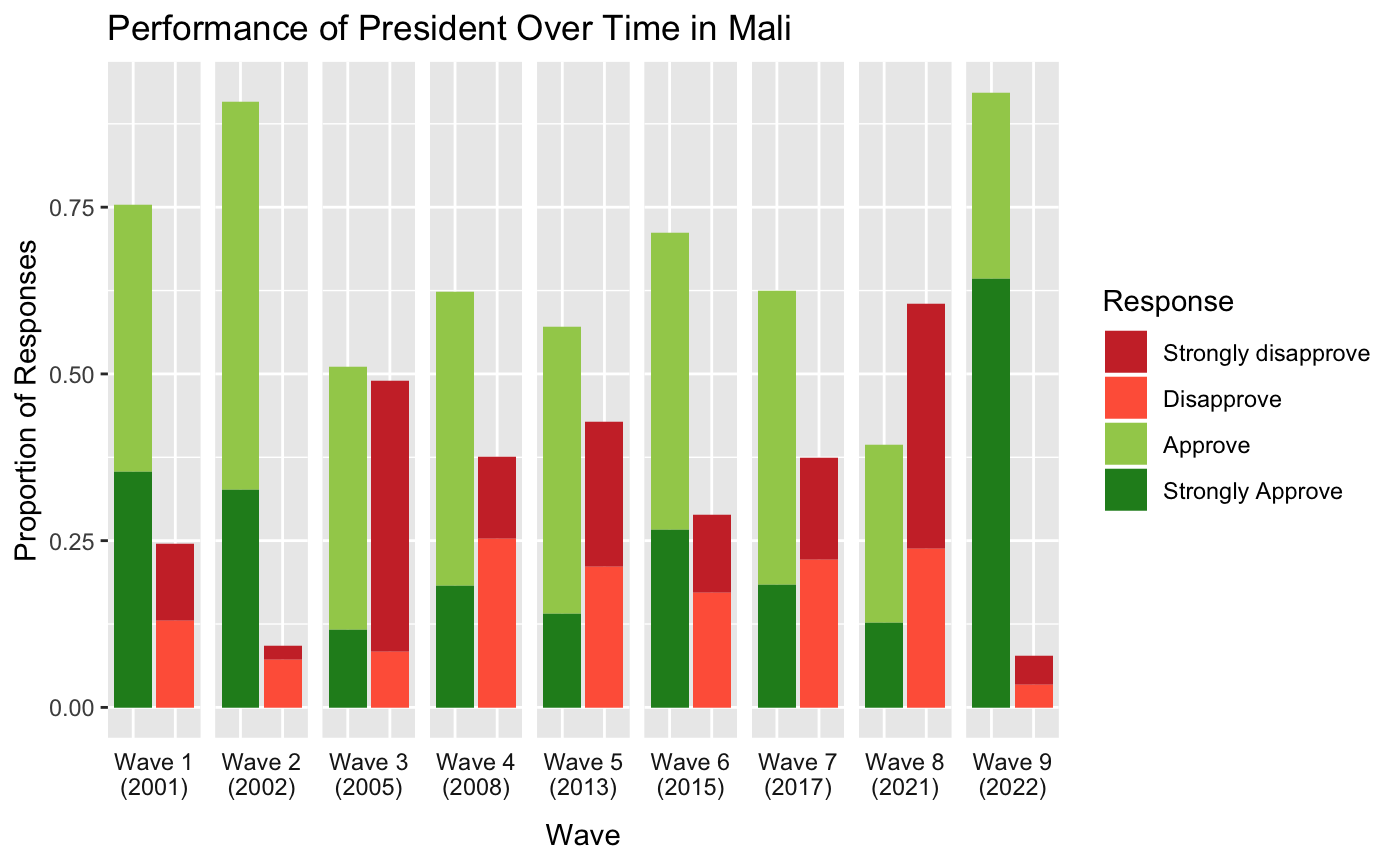 Performance of President Over Time in Mali
Proportion of Responses
0.75
0.50
0.25
0.00
Wave 1
(2001)
Wave 2
(2002)
Wave 3
(2005)
Wave 4
(2008)
Wave 5
(2013)
Wave 6
(2015)
Wave 7
(2017)
Wave 8
(2021)
Wave 9
(2022)
Wave
Response
Strongly disapprove
Disapprove
Approve
Strongly Approve